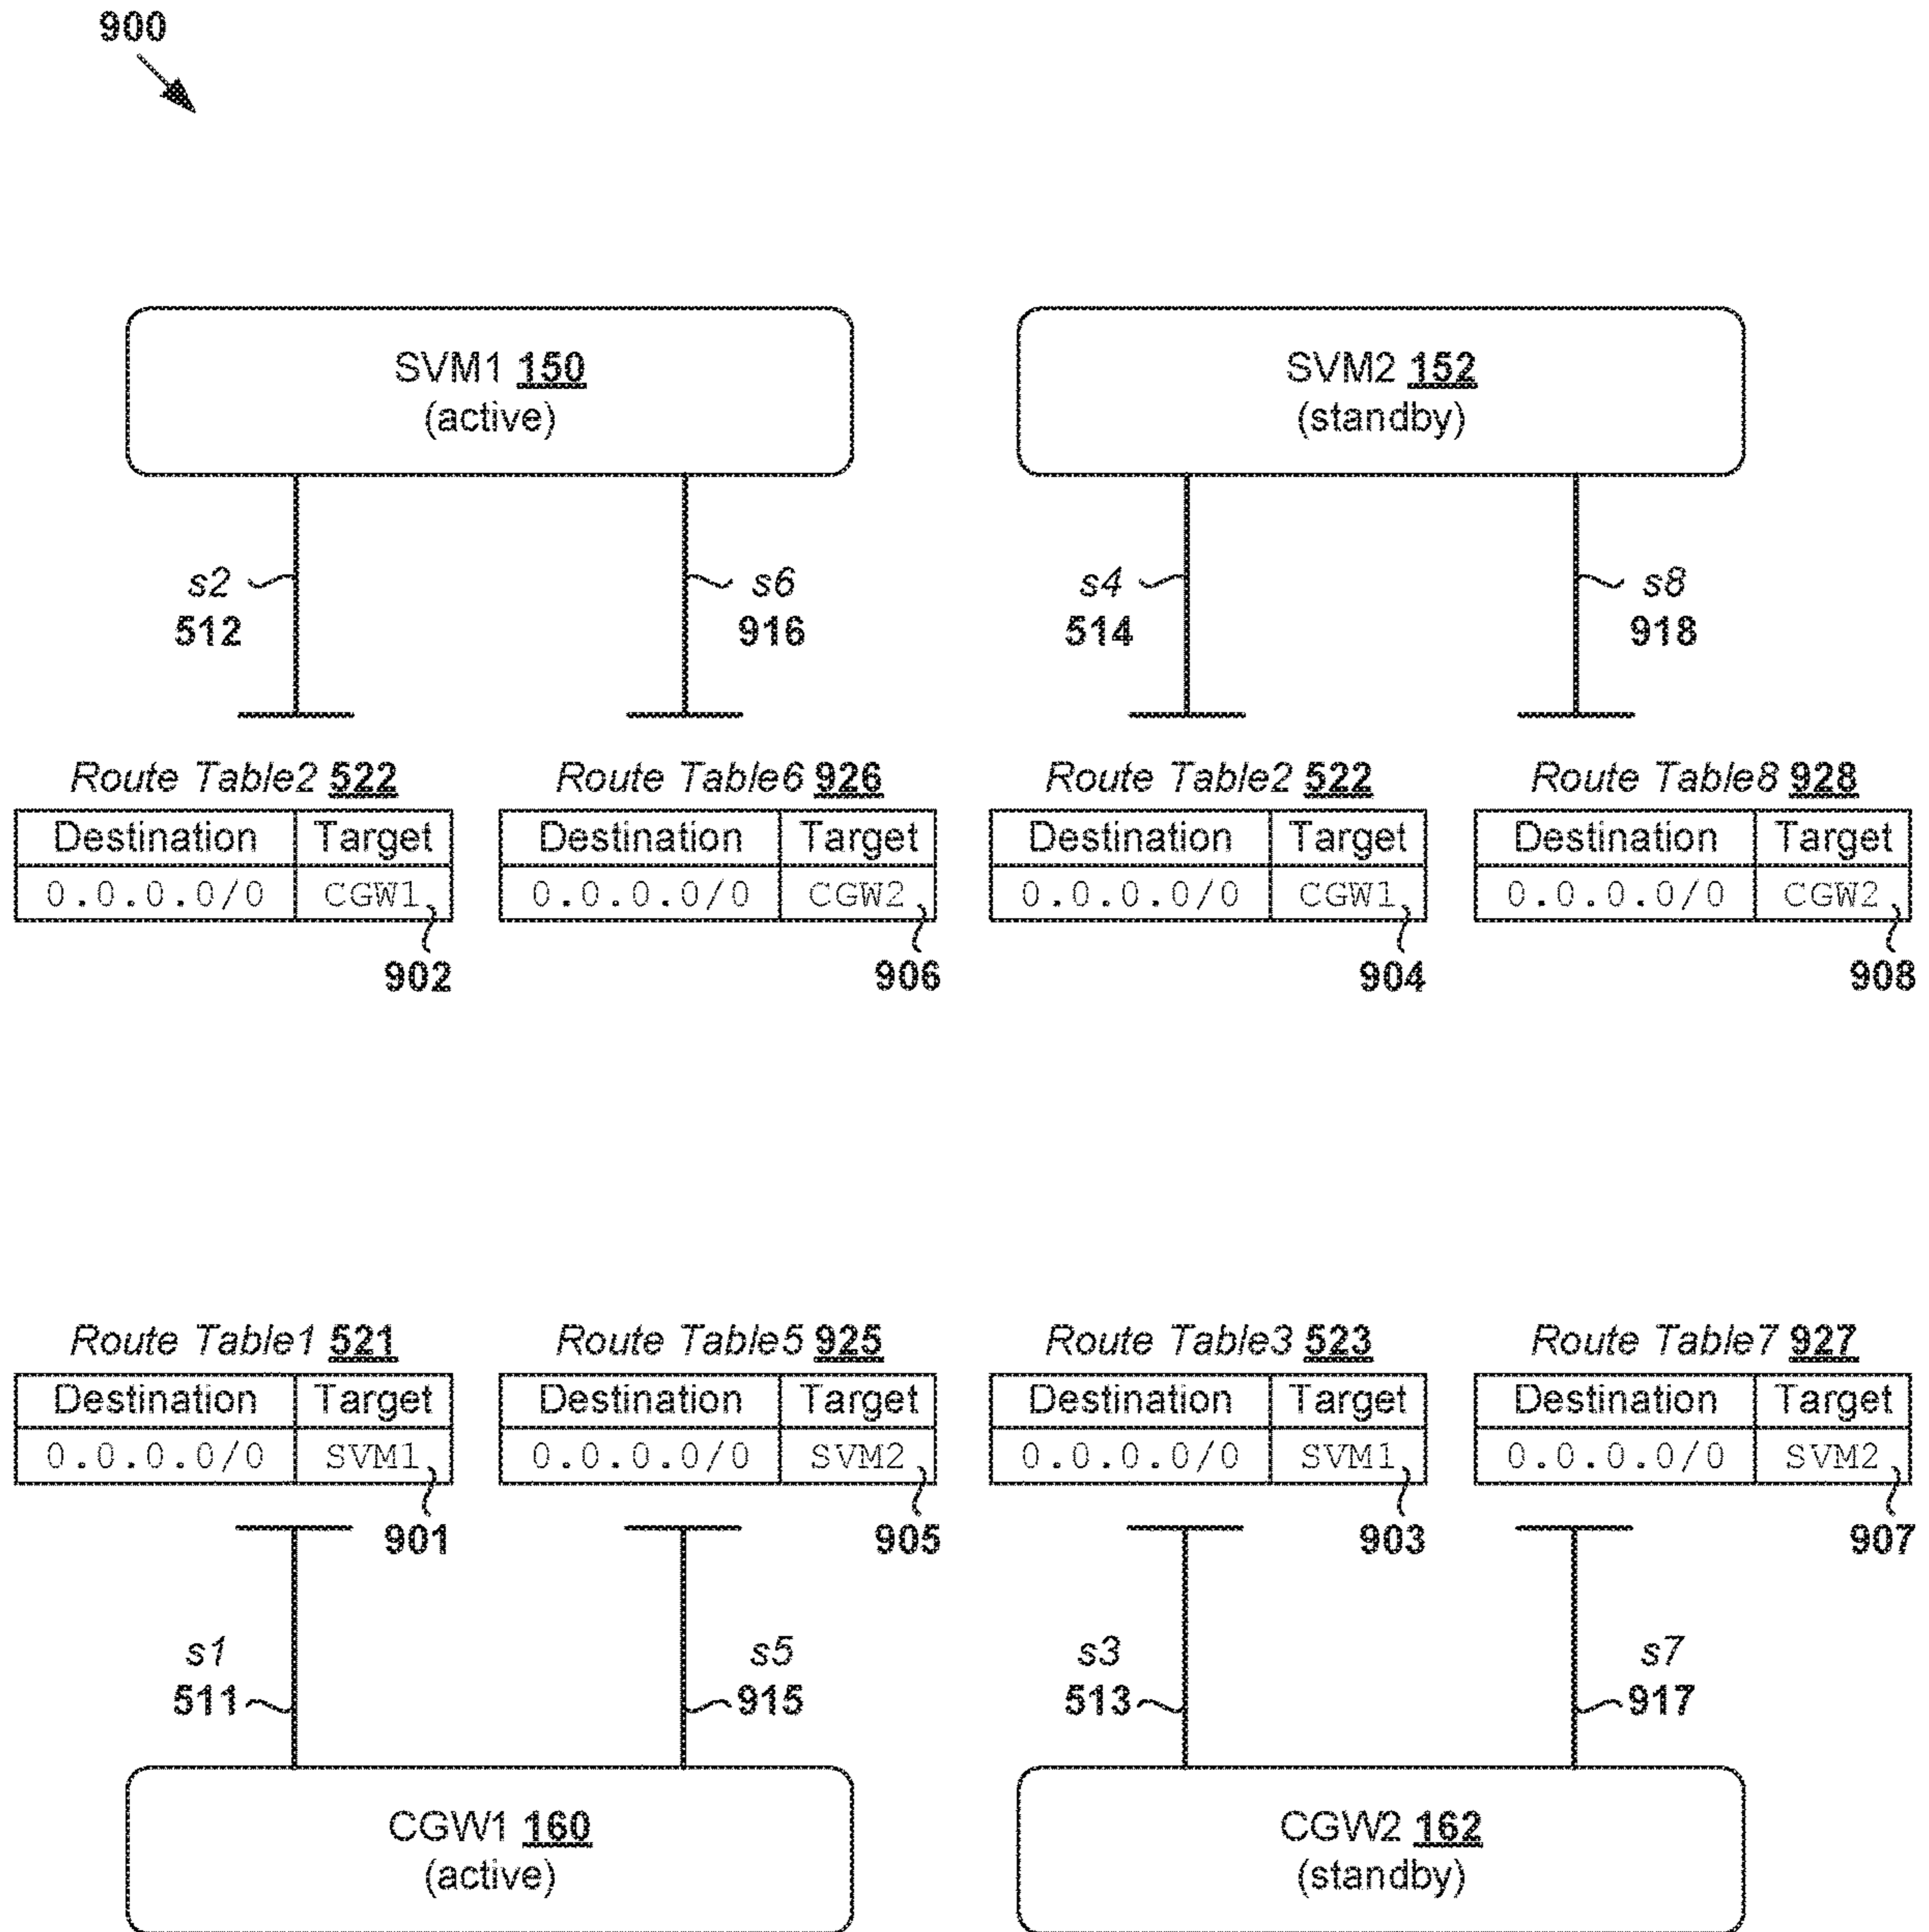 900
SVM1 150
(active)
SVM2 152
(standby)
s2
512
s6
916
s4
514
s8
918
Route Table2 522
Destination Target
0.0.0.0/0 CGW1
902
Route Table6 926
Destination Target
0.0.0.0/0 CGW2
906
Route Table2 522
Destination Target
0.0.0.0/0 CGW1
904
Route Table8 928
Destination Target
0.0.0.0/0 CGW2
908
Route Table1 521
Destination Target
0.0.0.0/0 SVM1
901
Route Table5 925
Destination Target
0.0.0.0/0 SVM2
905
Route Table3 523
Destination Target
0.0.0.0/0 SVM1
903
Route Table7 927
Destination Target
0.0.0.0/0 SVM2
907
s1
511
s5
915
s3
513
s7
917
CGW1 160
(active)
CGW2 162
(standby)